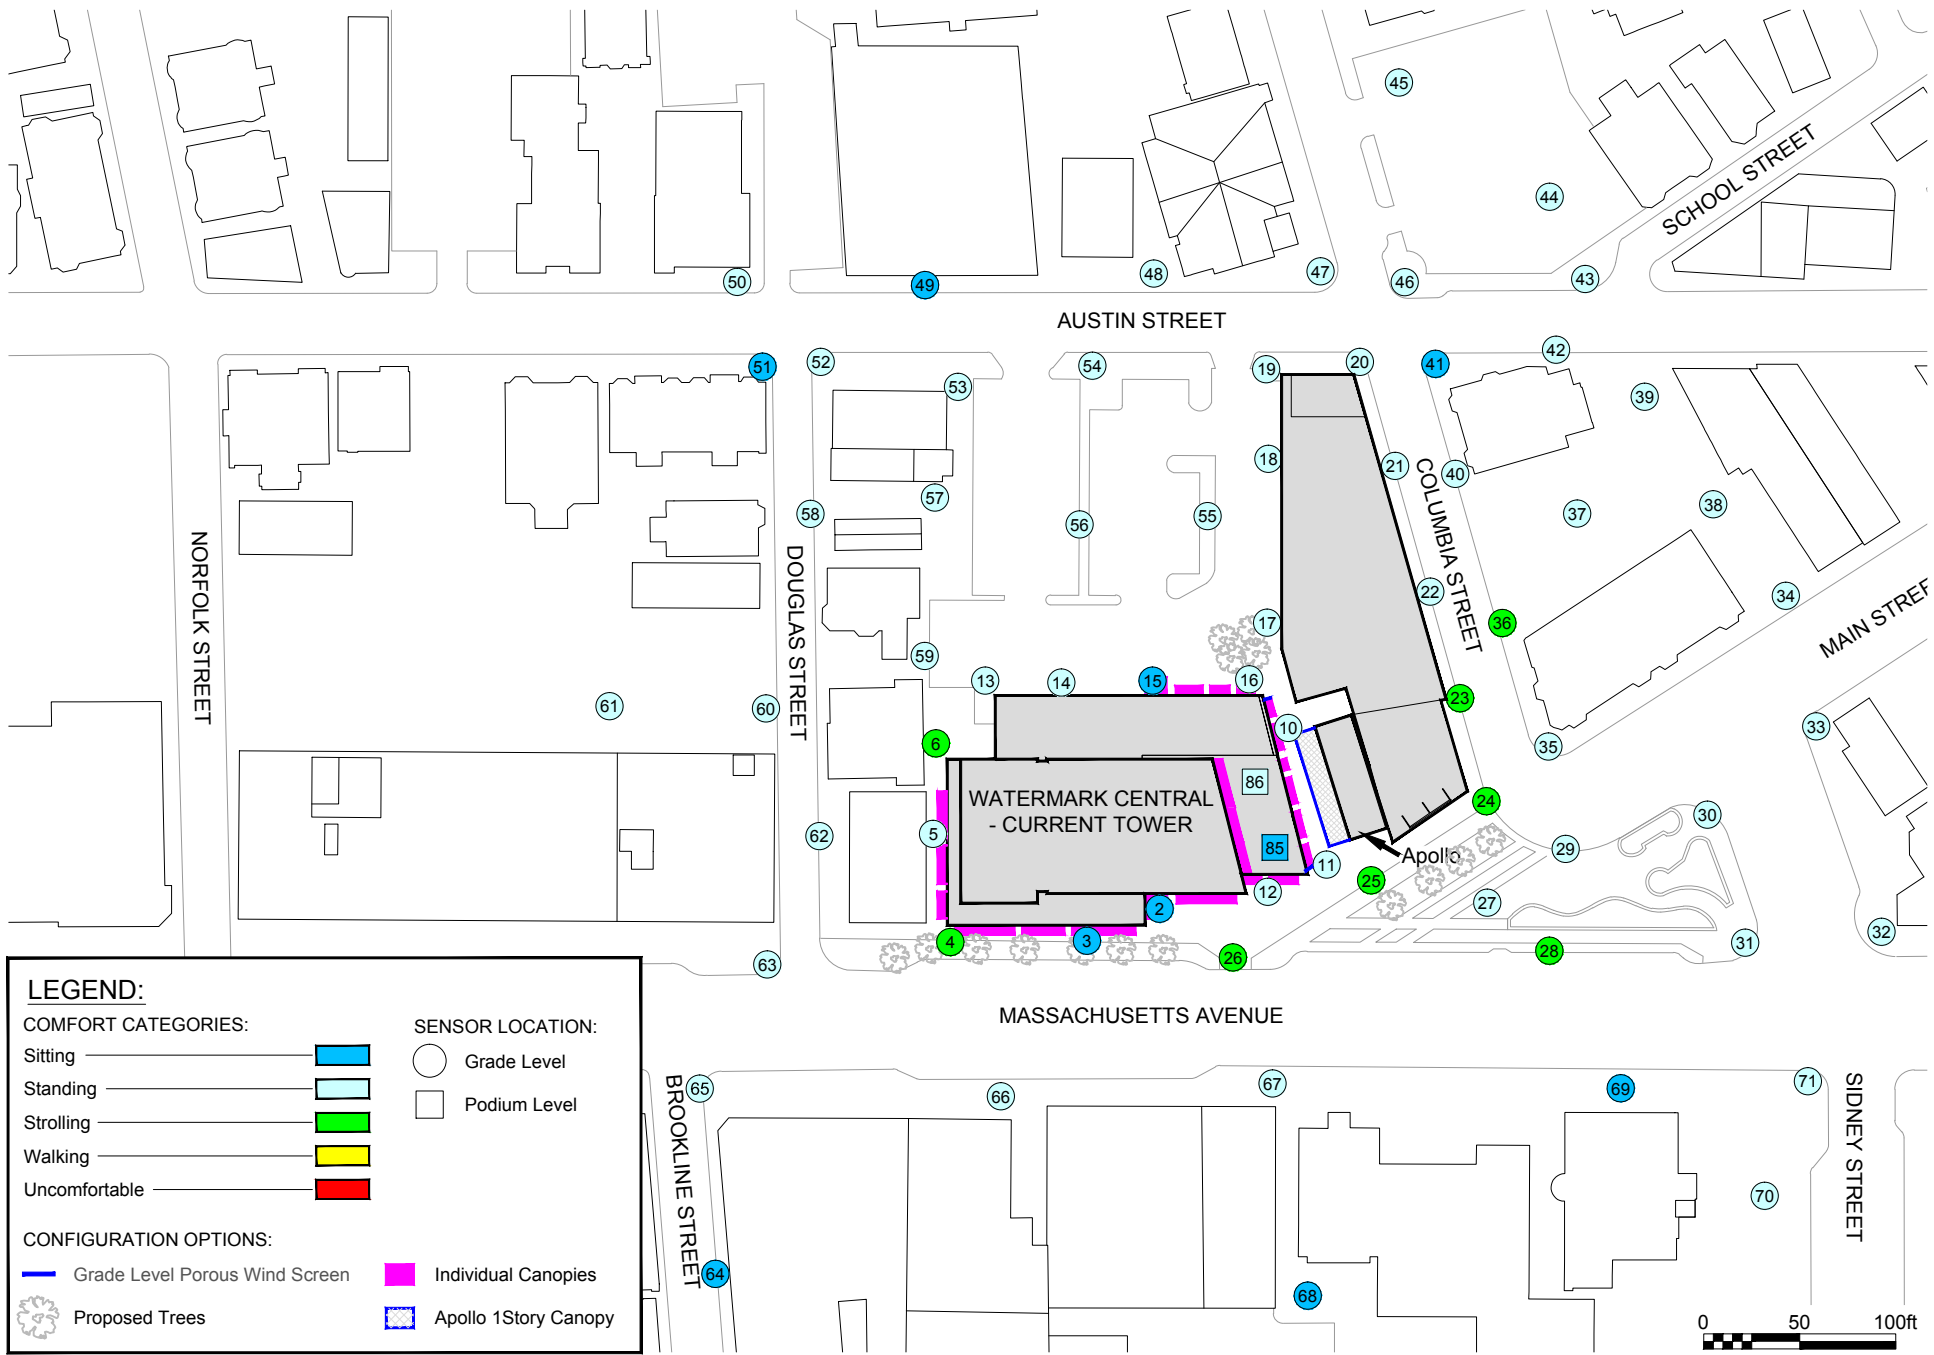 45
44
SCHOOL STREET
50
49
48
47
46
43
AUSTIN STREET
51
52
53
54
19
20
41
42
39
18
21
40
COLUMBIA STREET
57
58
56
55
37
38
NORFOLK STREET
DOUGLAS STREET
22
34
36
17
MAIN STREE
59
13
14
15
16
23
61
60
10
33
35
6
86
WATERMARK CENTRAL
- CURRENT TOWER
24
30
62
5
85
11
Apollo
29
25
12
27
2
4
3
26
28
31
32
63
MASSACHUSETTS AVENUE
LEGEND:
COMFORT CATEGORIES:
Sitting
Standing
Strolling
Walking
Uncomfortable
SENSOR LOCATION:
Grade Level
Podium Level
CONFIGURATION OPTIONS:
Grade Level Porous Wind Screen
Individual Canopies
Proposed Trees
Apollo 1Story Canopy
BROOKLINE STREET
65
66
67
69
71
SIDNEY STREET
70
64
68
0 50 100ft